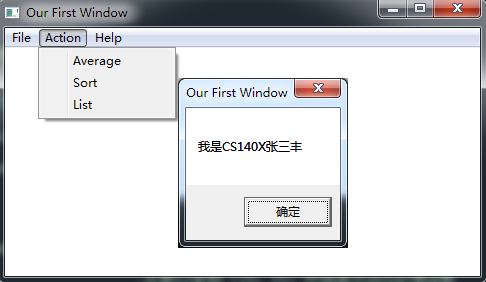 Our First Window
File Action Help
Average
Sort
List
Our First Window
我是CS140X张三丰
确定